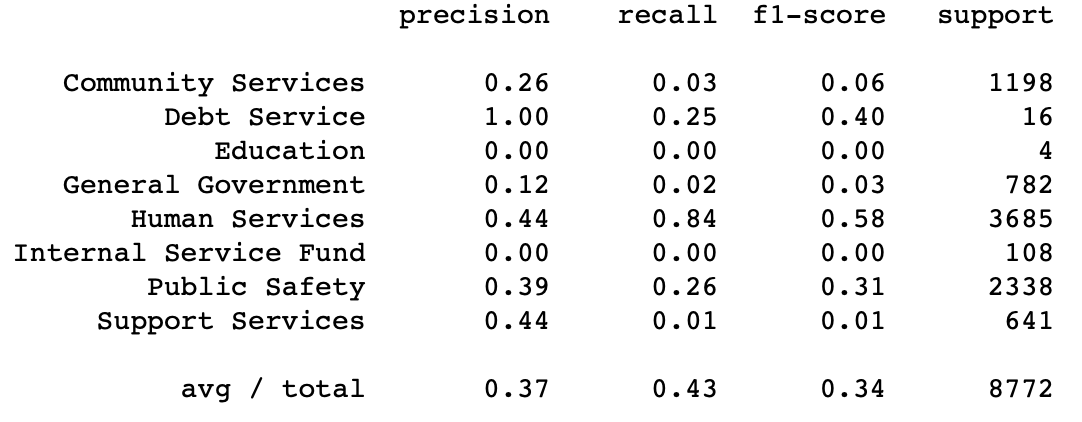 precision recall f1-score support
Community Services 0.26 0.03 0.06 1198
Debt Service 1.00 0.25 0.40 16
Education 0.00 0.00 0.00 4
General Government 0.12 0.02 0.03 782
Human Services 0.44 0.84 0.58 3685
Internal Service Fund 0.00 0.00 0.00 108
Public Safety 0.39 0.26 0.31 2338
Support Services 0.44 0.01 0.01 641
avg / total 0.37 0.43 0.34 8772